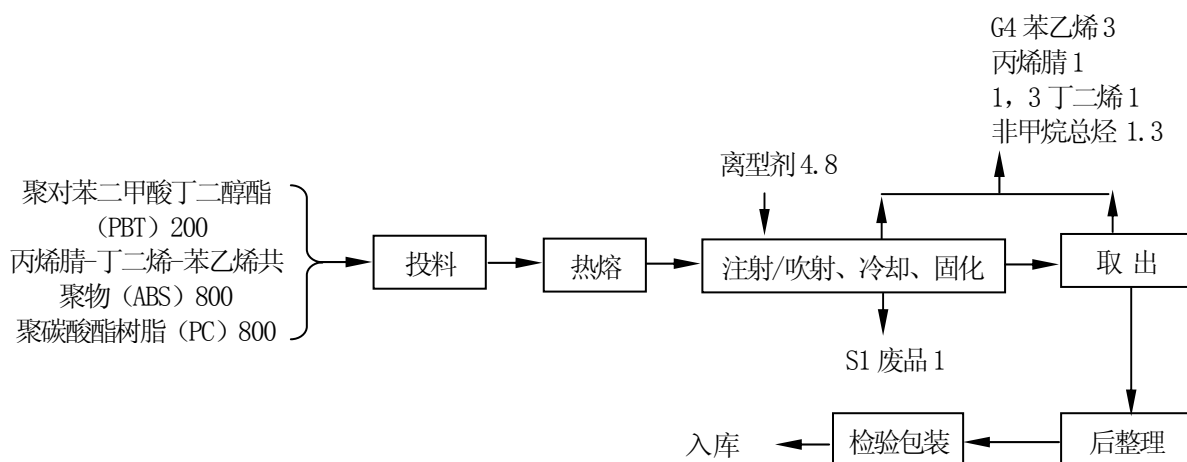 G4 苯乙烯 3
丙烯腈 1
1，3 丁二烯 1
非甲烷总烃 1.3
离型剂 4.8
聚对苯二甲酸丁二醇酯
（PBT）200
丙烯腈-丁二烯-苯乙烯共
聚物（ABS）800
聚碳酸酯树脂（PC）800
投料
热熔
注射/吹射、冷却、固化
取 出
S1 废品 1
入库
检验包装
后整理